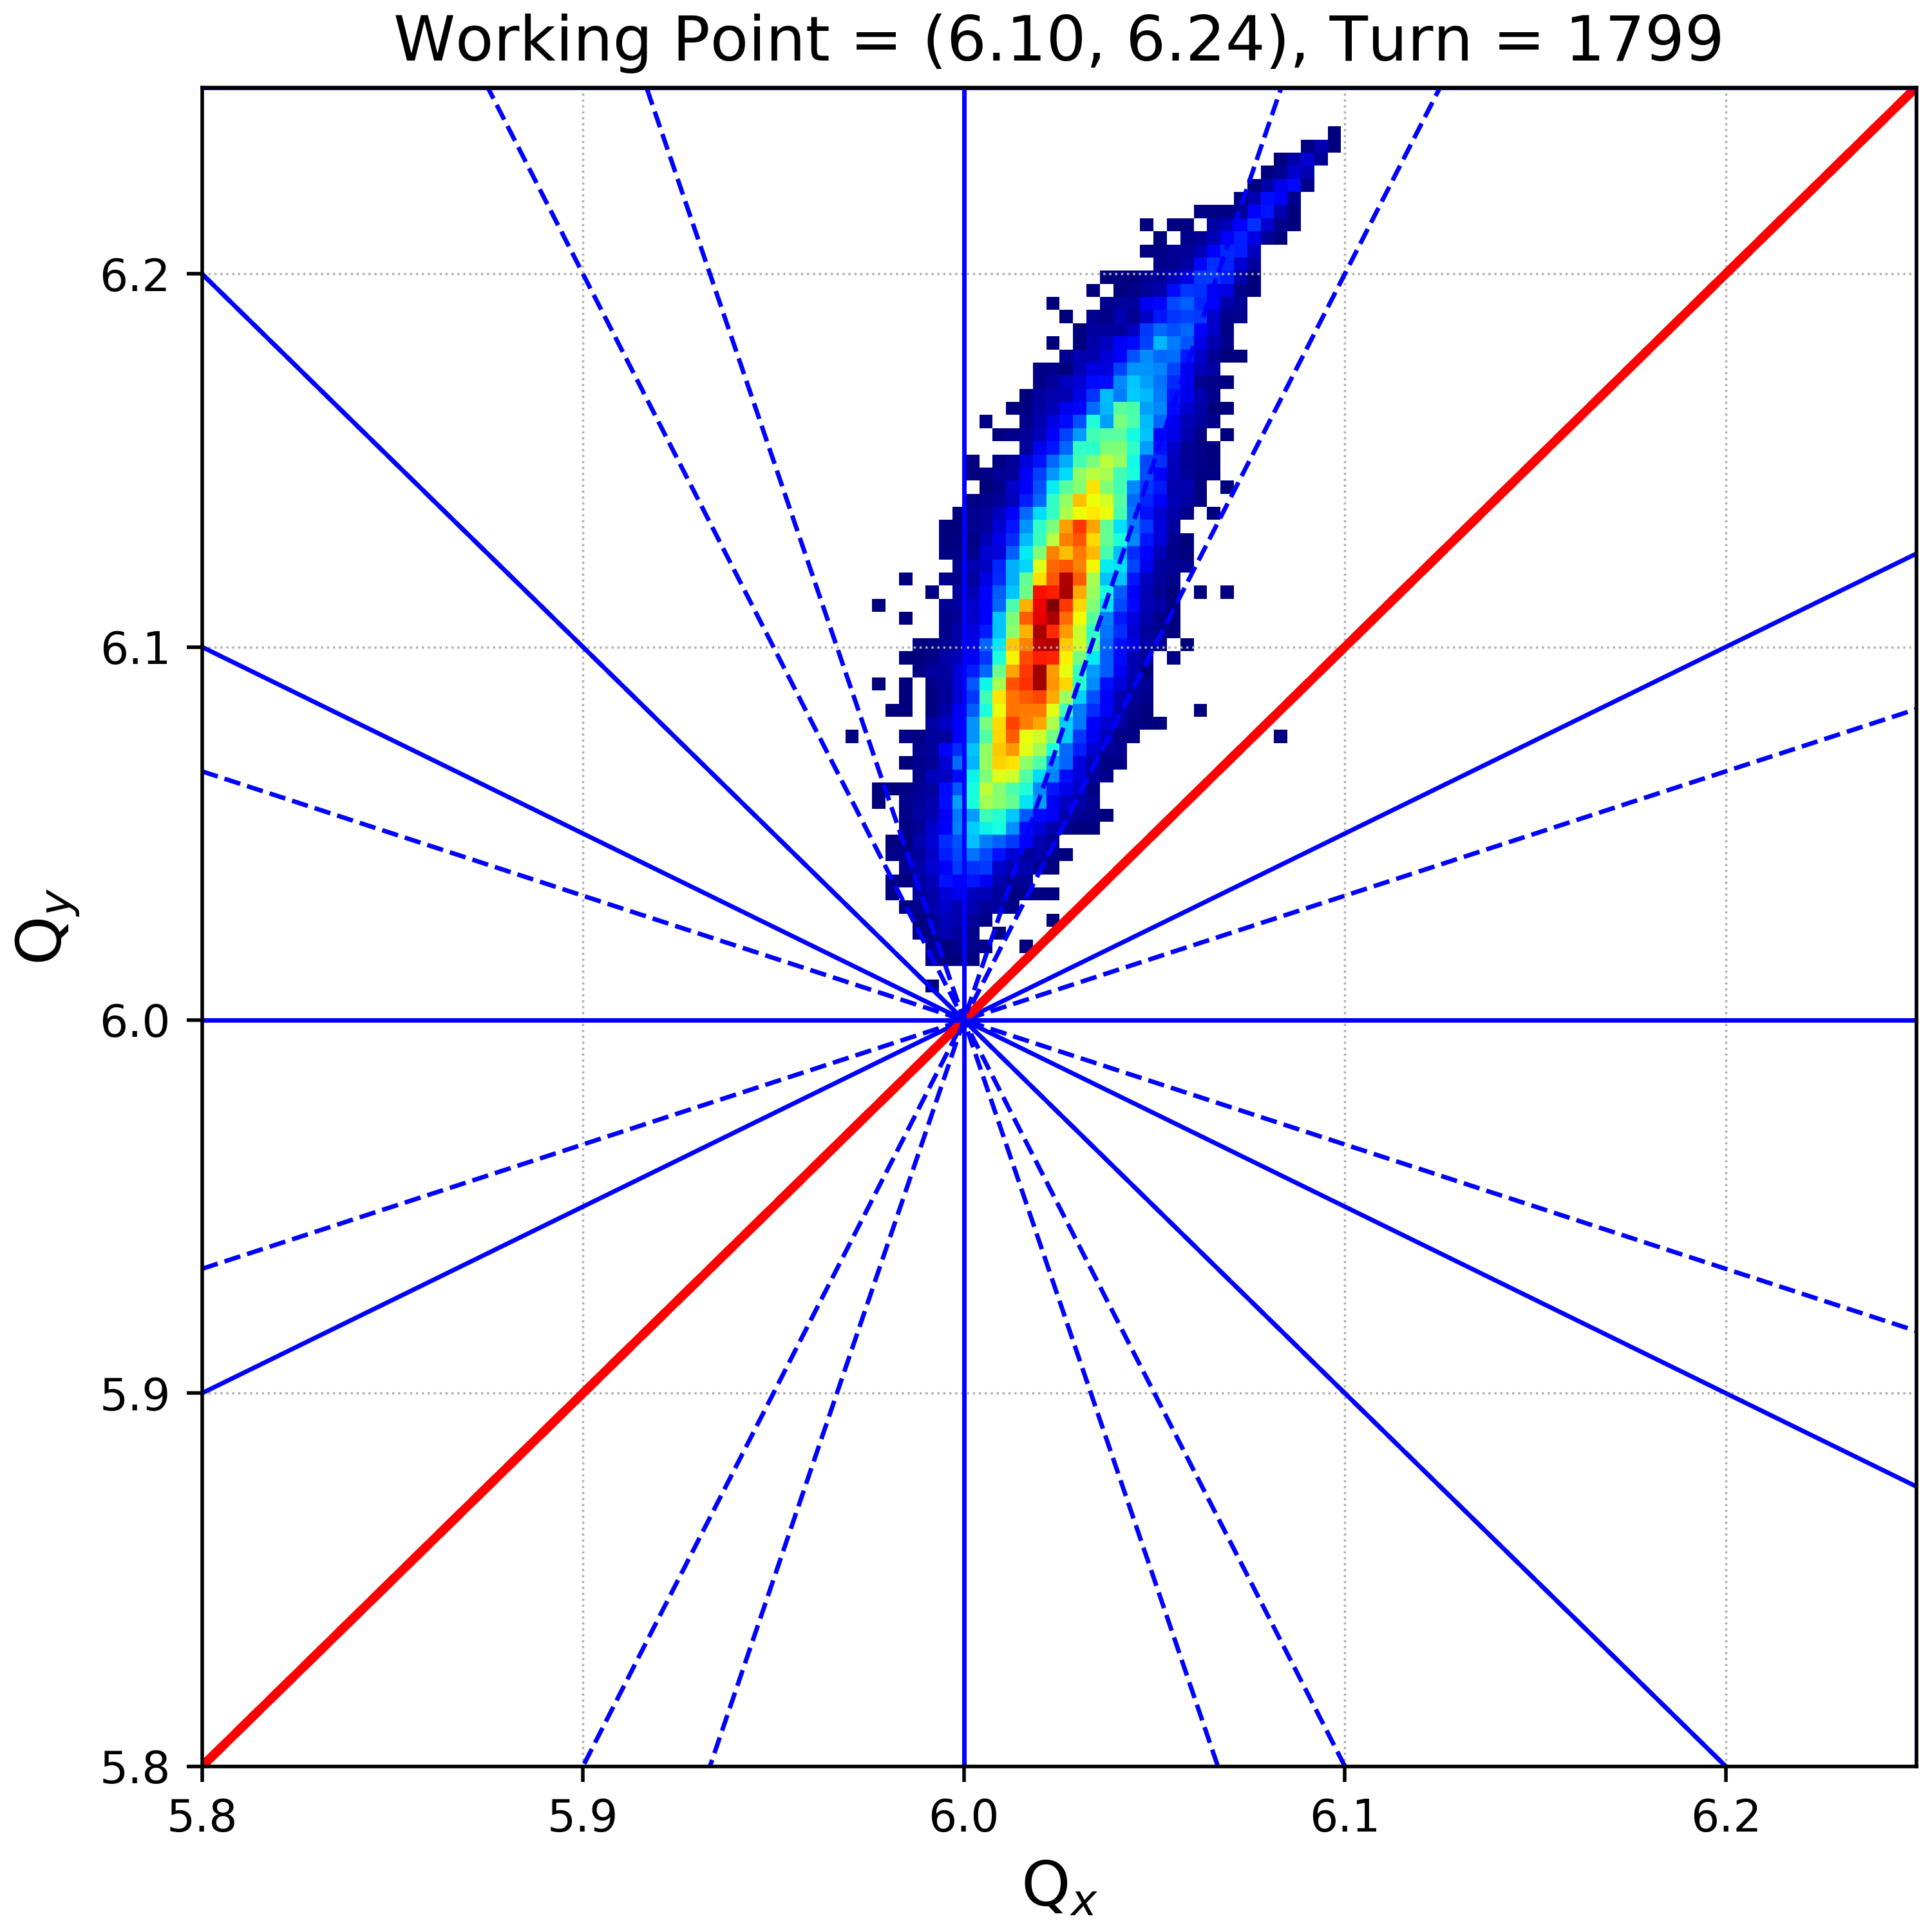 Working Point = (6.10, 6.24), Turn = 1799
6.2
6.1
6.0
5.9
5.8
Qy
5.8 5.9 6.0 6.1 6.2
Qx